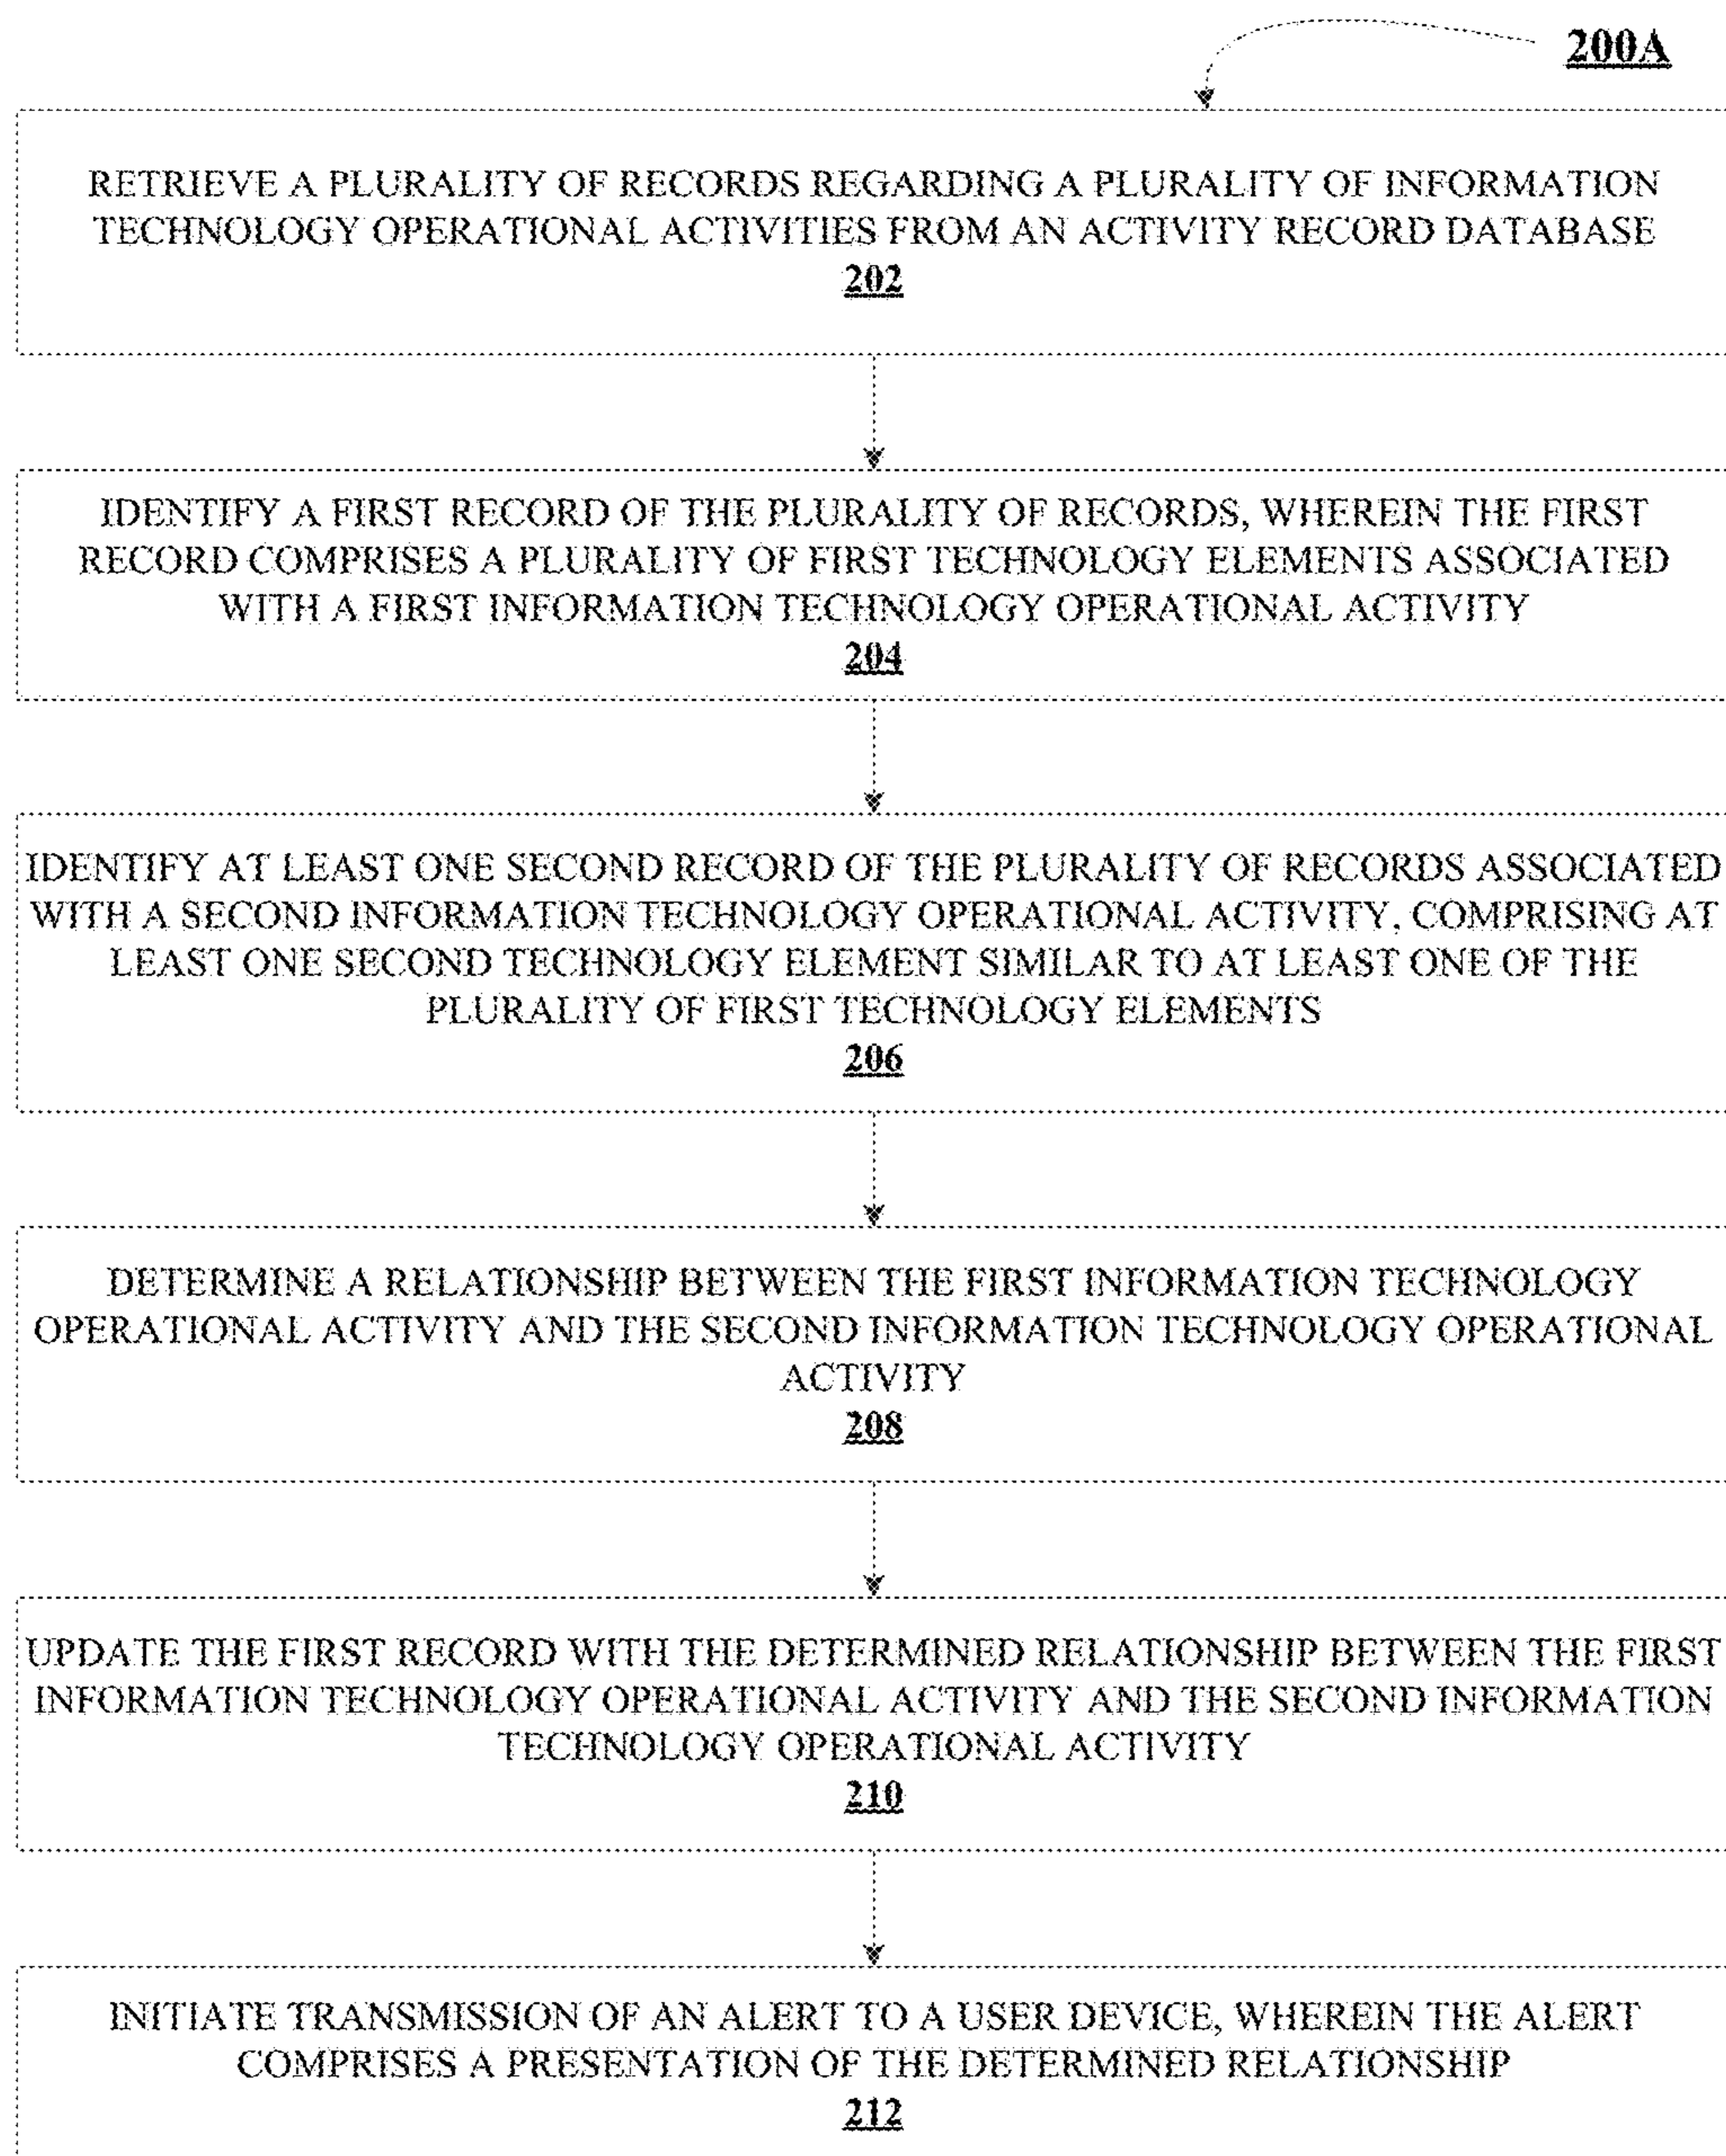 200A
RETRIEVE A PLURALITY OF RECORDS REGARDING A PLURALITY OF INFORMATION
TECHNOLOGY OPERATIONAL ACTIVITIES FROM AN ACTIVITY RECORD DATABASE
202
IDENTIFY A FIRST RECORD OF THE PLURALITY OF RECORDS, WHEREIN THE FIRST
RECORD COMPRISES A PLURALITY OF FIRST TECHNOLOGY ELEMENTS ASSOCIATED
WITH A FIRST INFORMATION TECHNOLOGY OPERATIONAL ACTIVITY
204
IDENTIFY AT LEAST ONE SECOND RECORD OF THE PLURALITY OF RECORDS ASSOCIATED
WITH A SECOND INFORMATION TECHNOLOGY OPERATIONAL ACTIVITY, COMPRISING AT
LEAST ONE SECOND TECHNOLOGY ELEMENT SIMILAR TO AT LEAST ONE OF THE
PLURALITY OF FIRST TECHNOLOGY ELEMENTS
206
DETERMINE A RELATIONSHIP BETWEEN THE FIRST INFORMATION TECHNOLOGY
OPERATIONAL ACTIVITY AND THE SECOND INFORMATION TECHNOLOGY OPERATIONAL
ACTIVITY
208
UPDATE THE FIRST RECORD WITH THE DETERMINED RELATIONSHIP BETWEEN THE FIRST
INFORMATION TECHNOLOGY OPERATIONAL ACTIVITY AND THE SECOND INFORMATION
TECHNOLOGY OPERATIONAL ACTIVITY
210
INITIATE TRANSMISSION OF AN ALERT TO A USER DEVICE, WHEREIN THE ALERT
COMPRISES A PRESENTATION OF THE DETERMINED RELATIONSHIP
212